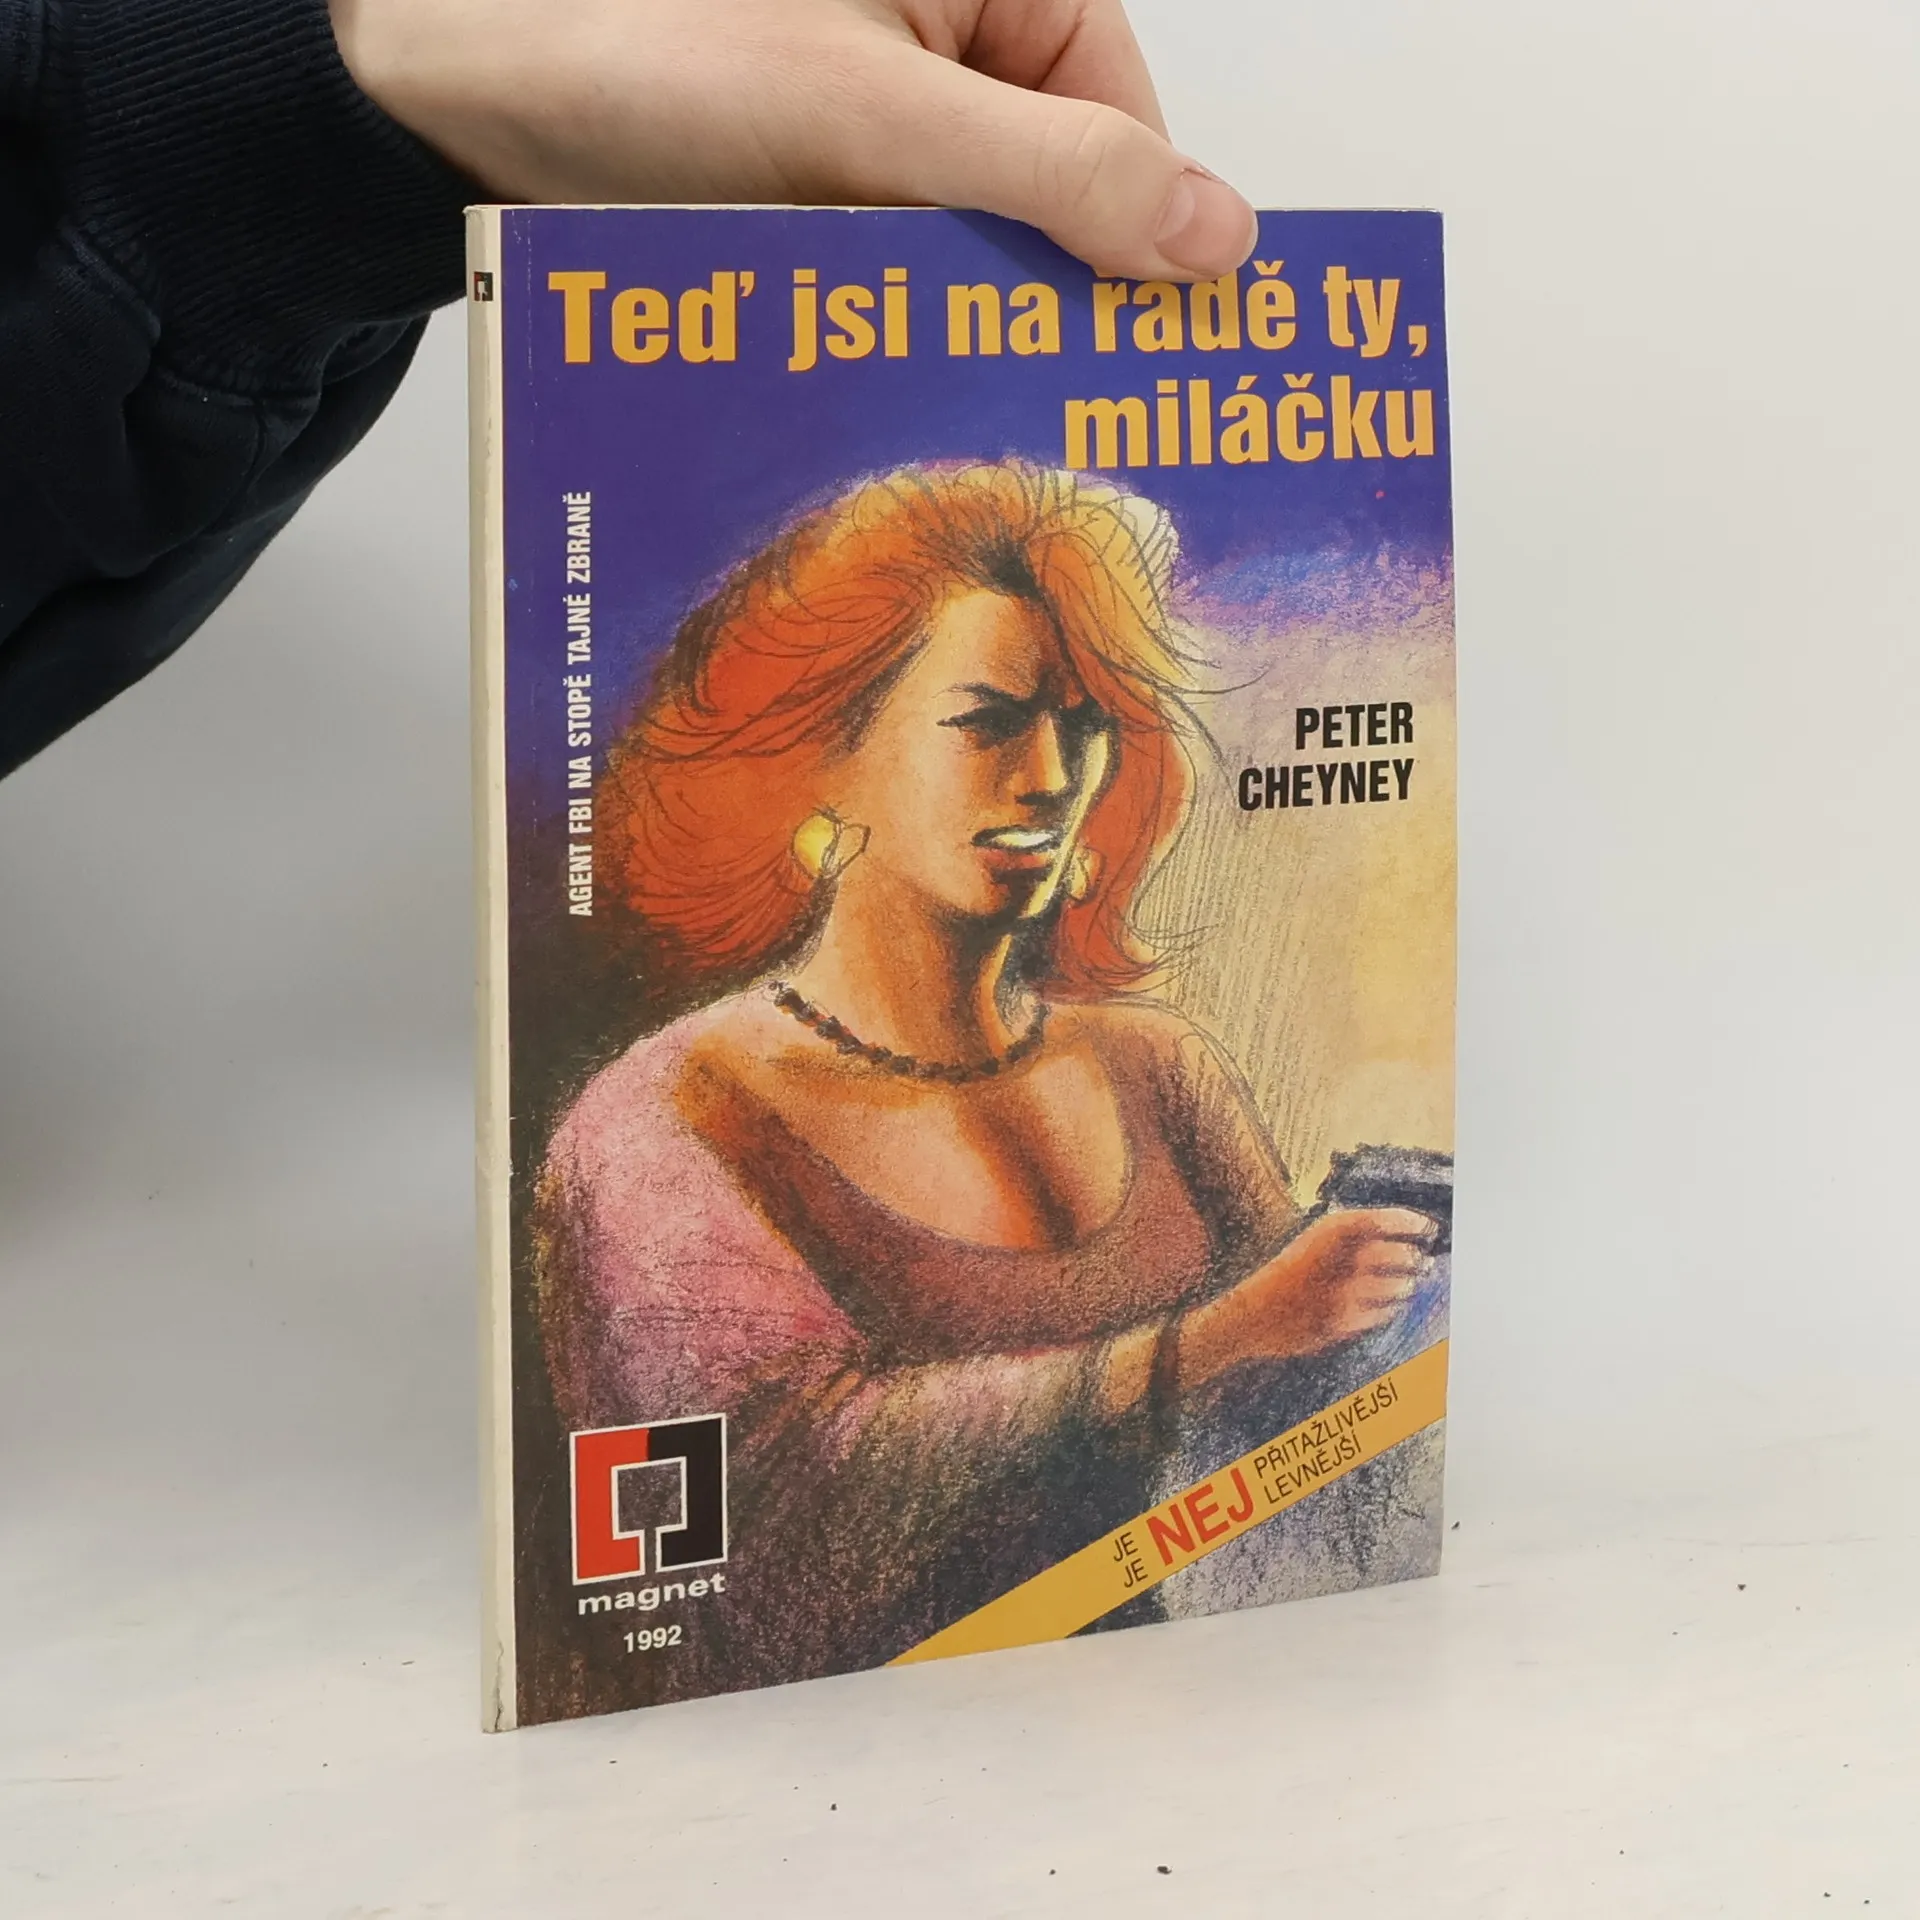 Teď jsi na řadě ty,
miláčku
AGENT FBI NA STOPĚ TAJNÉ ZBRANĚ
PETER
CHEYNEY
JE NEJ PŘITAŽLIVĚJŠÍ
JE LEVNĚJŠÍ
magnet
1992